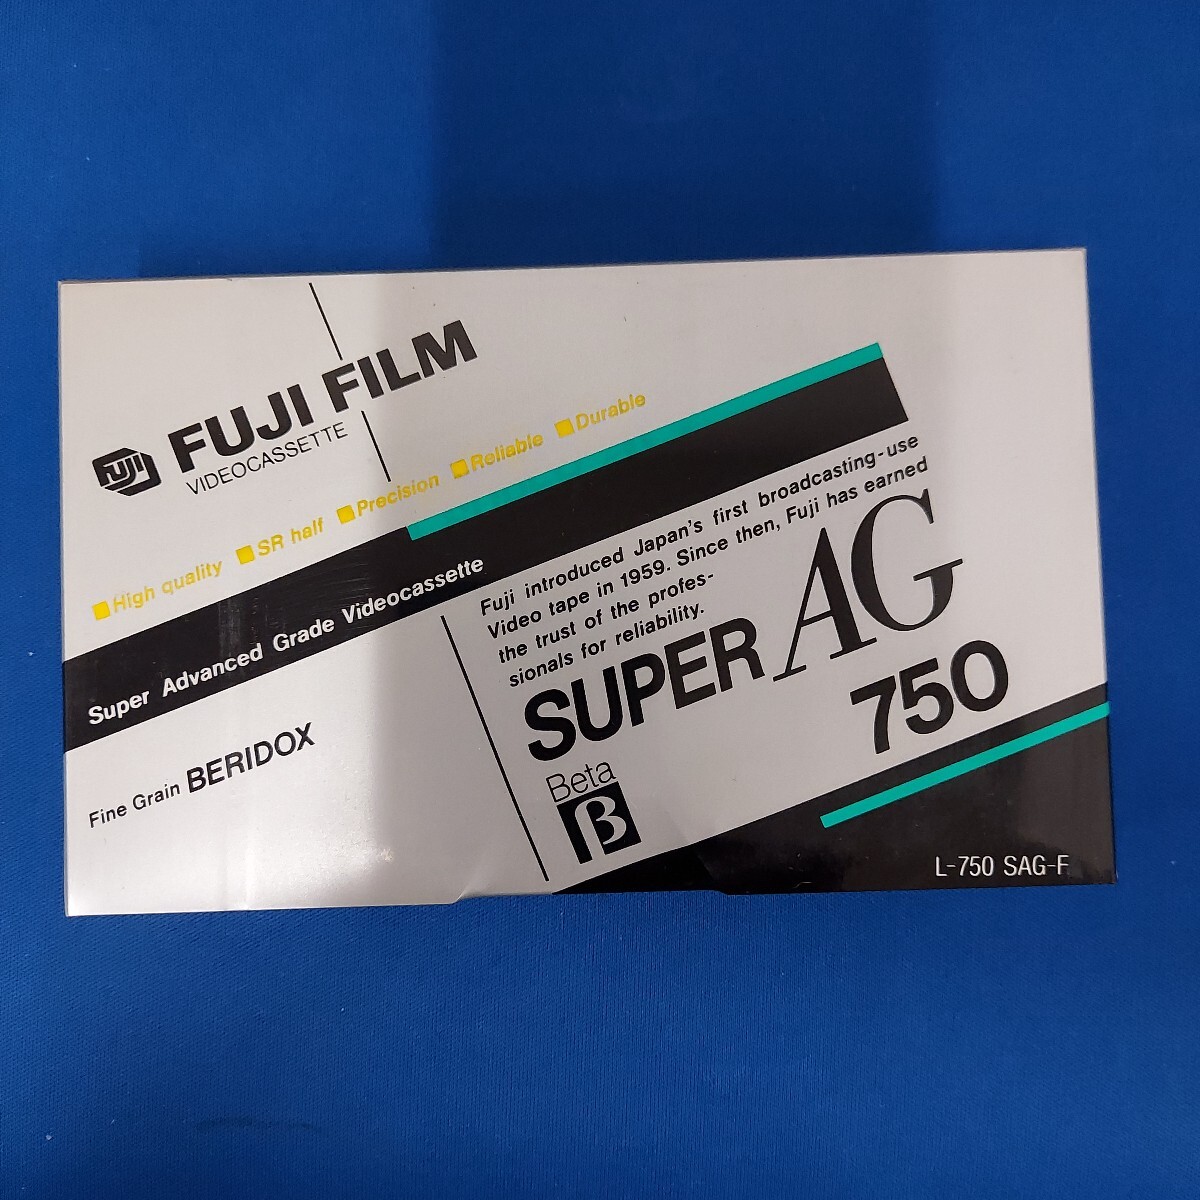 FUJI FUJI FILM
VIDEOCASSETTE
High quality SR half Precision Reliable Durable
Super Advanced Grade Videocassette
Fine Grain BERIDOX
Fuji introduced Japan's first broadcasting-use
Video tape in 1959. Since then, Fuji has earned
the trust of the profes-
sionals for reliability.
SUPER AG
750
Beta
β
L-750 SAG-F